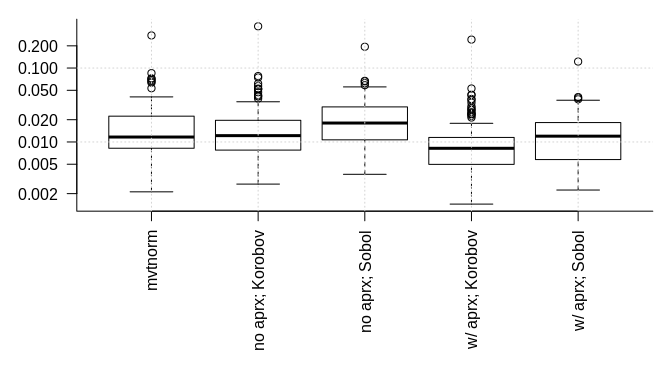 0.200
0.100
0.050
0.020
0.010
0.005
0.002
mvtnorm
no aprx; Korobov
no aprx; Sobol
w/ aprx; Korobov
w/ aprx; Sobol